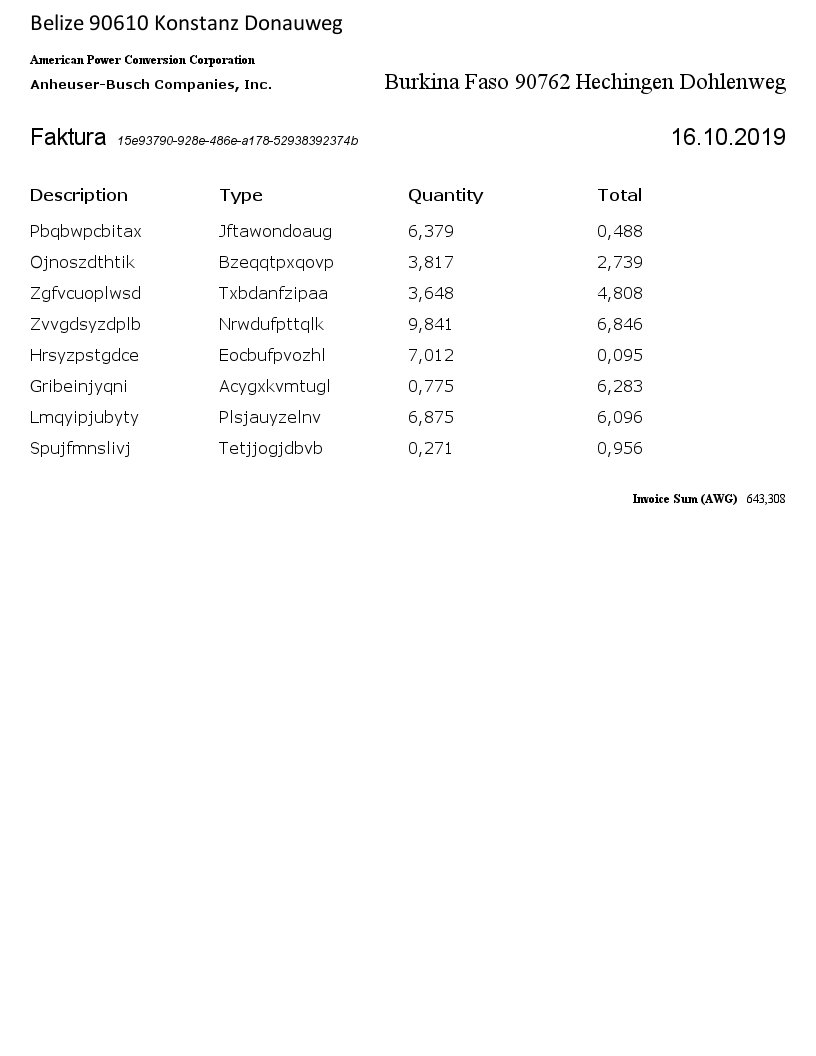 Belize 90610 Konstanz Donauweg
American Power Conversion Corporation
Anheuser-Busch Companies, Inc. Burkina Faso 90762 Hechingen Dohlenweg
Faktura 15e93790-928e-486e-a178-52938392374b 16.10.2019
Description Type Quantity Total
Pbqbwpcbitax Jftawondoaug 6,379 0,488
Ojnoszdthtik Bzeqqtpxqovp 3,817 2,739
Zgfvcuoplwsd Txbdanfzipaa 3,648 4,808
Zvvgdsyzdplb Nrwdufpttqlk 9,841 6,846
Hrsyzpstgdce Eocbufpvozhl 7,012 0,095
Gribeinjyqni Acygxkvmtugl 0,775 6,283
Lmqyipjubyty Plsjauyzelnv 6,875 6,096
Spujfmnslivj Tetjjogjdbvb 0,271 0,956
Invoice Sum (AWG) 643,308